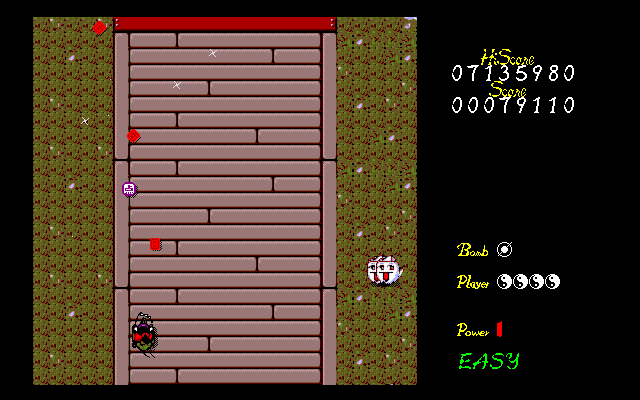 HiScore
07135980
Score
00079110
Bomb
Player
Power
EASY